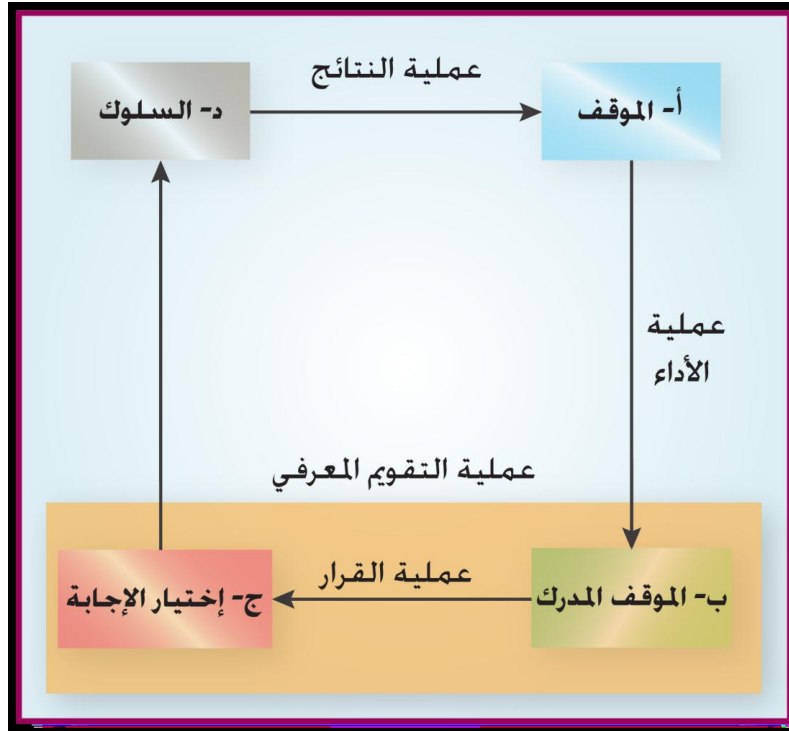 عملية النتائج
أ- الموقف
د- السلوك
عملية
الأداء
عملية التقويم المعرفي
ب- الموقف المدرك
عملية القرار
ج- إختيار الإجابة